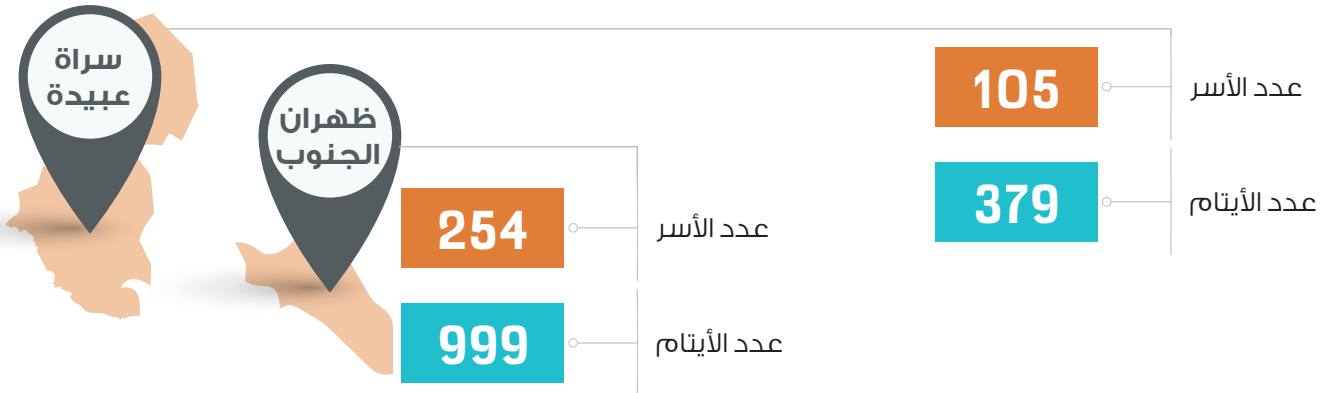 سراة
عبيدة
105
عدد الأسر
379
عدد الأيتام
ظهران
الجنوب
254
عدد الأسر
999
عدد الأيتام